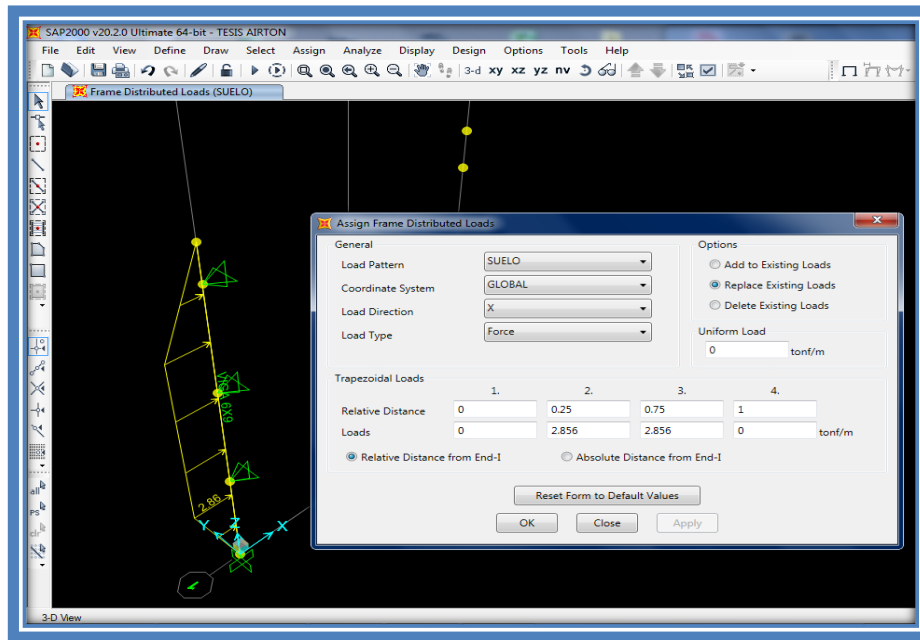 SAP2000 v20.2.0 Ultimate 64-bit - TESIS AIRTON
File Edit View Define Draw Select Assign Analyze Display Design Options Tools Help
3-d xy xz yz nv
Frame Distributed Loads (SUELO)
Assign Frame Distributed Loads
General
Load Pattern SUELO
Coordinate System GLOBAL
Load Direction X
Load Type Force
Options
Add to Existing Loads
Replace Existing Loads
Delete Existing Loads
Uniform Load
0 tonf/m
Trapezoidal Loads
1. 2. 3. 4.
Relative Distance 0 0.25 0.75 1
Loads 0 2.856 2.856 0 tonf/m
Relative Distance from End-I Absolute Distance from End-I
Reset Form to Default Values
OK Close Apply
VIGA 6X9
2.86
Y Z X
all
PS
clr
3-D View